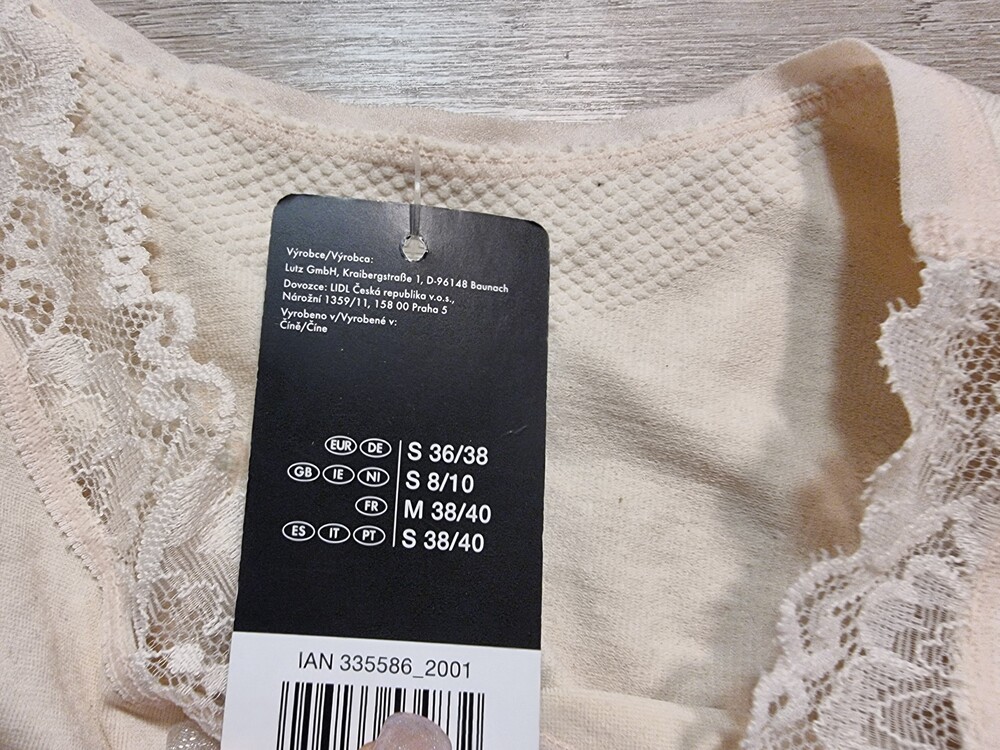 Výrobce/Výrobca:
Lutz GmbH, Kraibergstraße 1, D-96148 Baunach
Dovozce: LIDL Česká republika v.o.s.,
Nárožní 1359/11, 158 00 Praha 5
Vyrobeno v/Vyrobené v:
Číně/Číne
EUR DE S 36/38
GB IE NI S 8/10
FR M 38/40
ES IT PT S 38/40
IAN 335586_2001